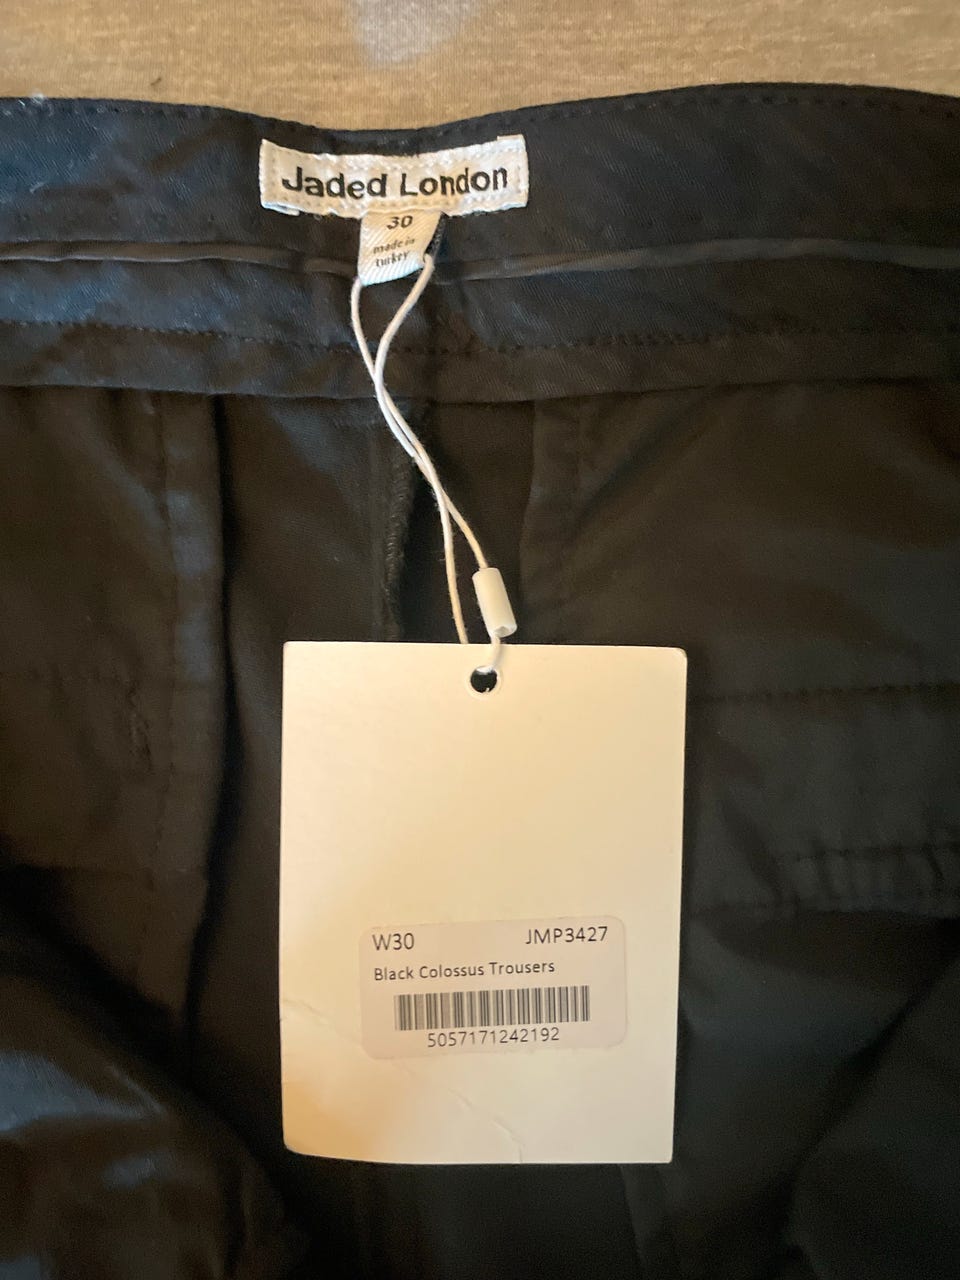 Jaded London
30
made in
turkey
W30 JMP3427
Black Colossus Trousers
5057171242192